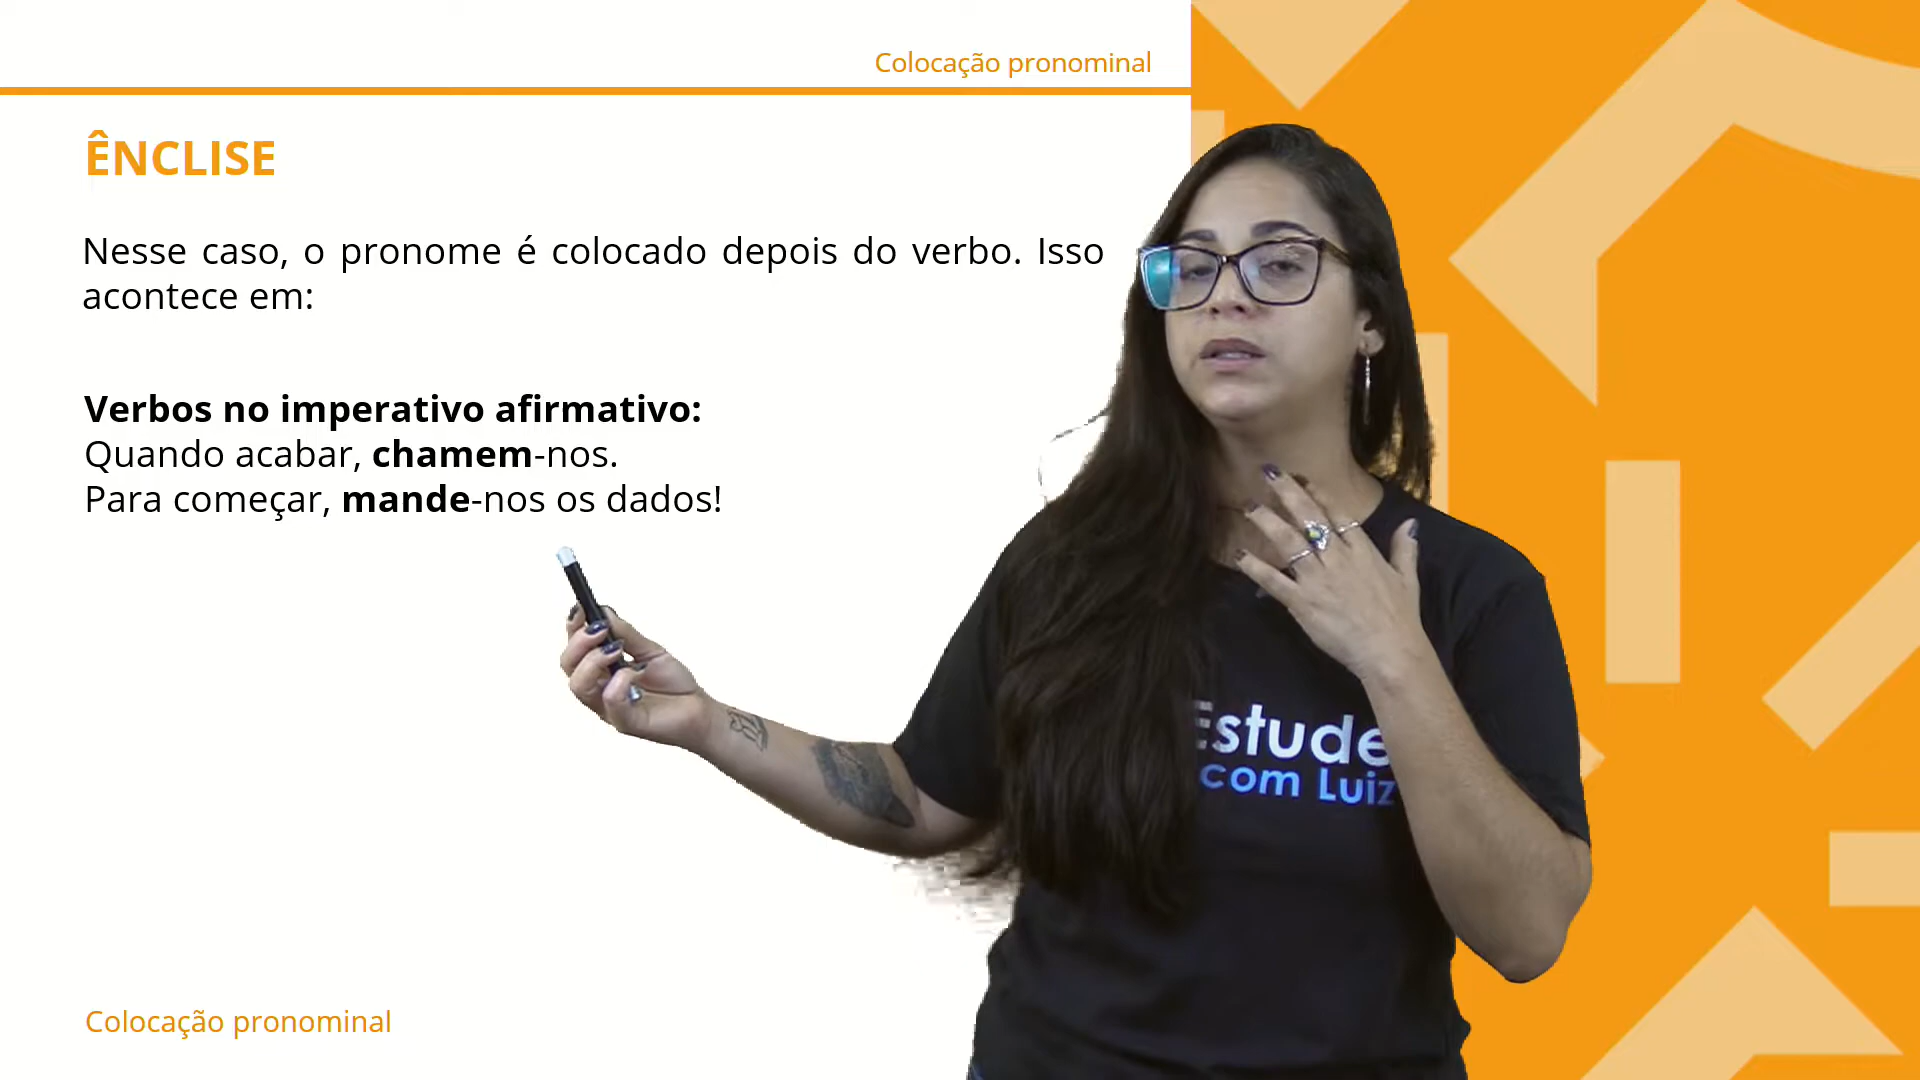 Colocação pronominal
ÊNCLISE
Nesse caso, o pronome é colocado depois do verbo. Isso
acontece em:
Verbos no imperativo afirmativo:
Quando acabar, chamem-nos.
Para começar, mande-nos os dados!
Estude
com Luiz
Colocação pronominal